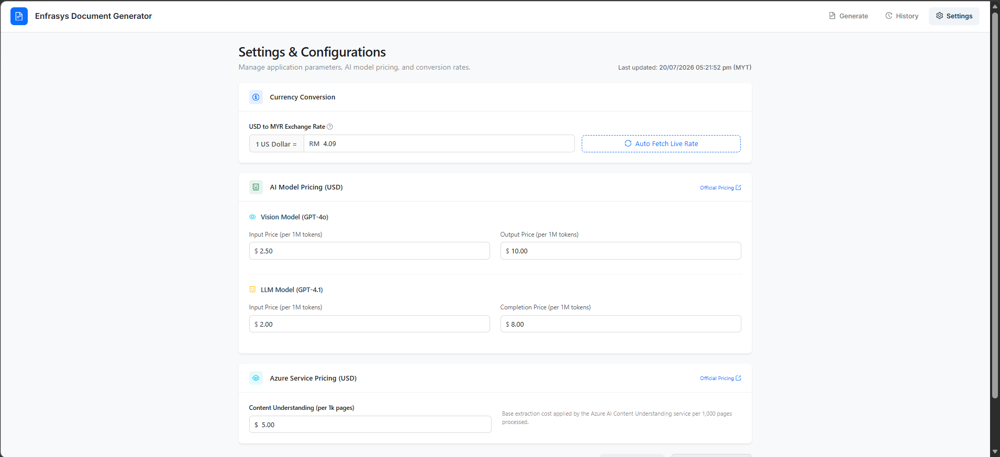 Enfrasys Document Generator
Generate
History
Settings
Settings & Configurations
Manage application parameters, AI model pricing, and conversion rates.
Last updated: 20/07/2026 05:21:52 pm (MYT)
Currency Conversion
USD to MYR Exchange Rate
1 US Dollar =
RM 4.09
Auto Fetch Live Rate
AI Model Pricing (USD)
Official Pricing
Vision Model (GPT-4o)
Input Price (per 1M tokens)
Output Price (per 1M tokens)
$ 2.50
$ 10.00
LLM Model (GPT-4.1)
Input Price (per 1M tokens)
Completion Price (per 1M tokens)
$ 2.00
$ 8.00
Azure Service Pricing (USD)
Official Pricing
Content Understanding (per 1k pages)
$ 5.00
Base extraction cost applied by the Azure AI Content Understanding service per 1,000 pages
processed.